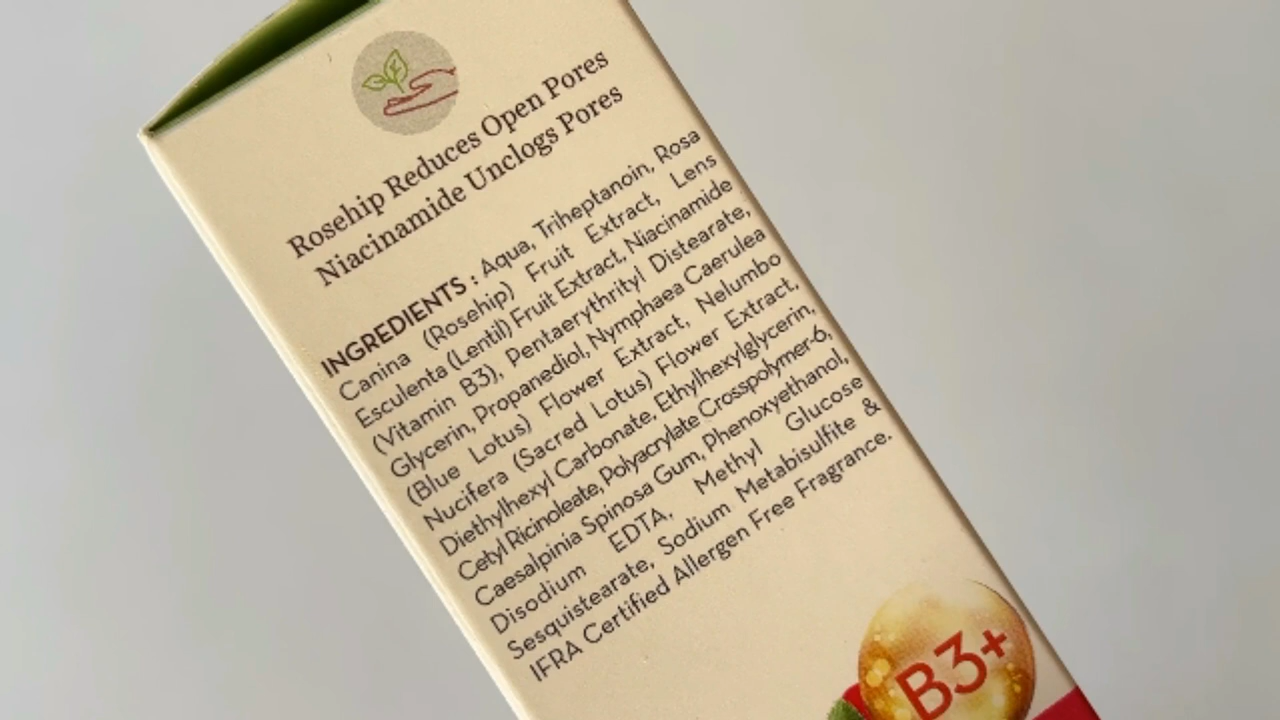 Rosehip Reduces Open Pores
Niacinamide Unclogs Pores
INGREDIENTS : Aqua, Triheptanoin, Rosa
Canina (Rosehip) Fruit Extract, Lens
Esculenta (Lentil) Fruit Extract, Niacinamide
(Vitamin B3), Pentaerythrityl Distearate,
Glycerin, Propanediol, Nymphaea Caerulea
(Blue Lotus) Flower Extract, Nelumbo
Nucifera (Sacred Lotus) Flower Extract,
Diethylhexyl Carbonate, Ethylhexylglycerin,
Cetyl Ricinoleate, Polyacrylate Crosspolymer-6,
Caesalpinia Spinosa Gum, Phenoxyethanol,
Disodium EDTA, Methyl Glucose
Sesquistearate, Sodium Metabisulfite &
IFRA Certified Allergen Free Fragrance.
B3+